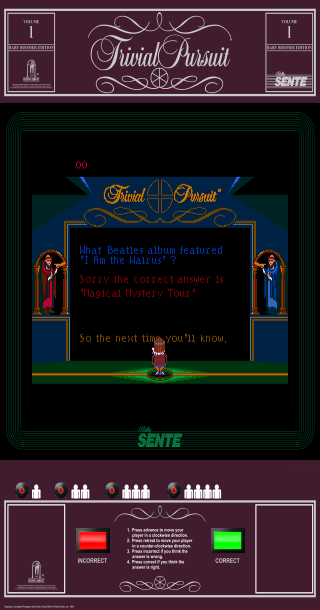 VOLUME
1
BABY BOOMER EDITION
Trivial Pursuit
VOLUME
1
BABY BOOMER EDITION
Bally
SENTE
00
Trivial Pursuit
What Beatles album featured
"I Am the Walrus"?
Sorry the correct answer is
"Magical Mystery Tour"
So the next time you'll know.
Bally
SENTE
INCORRECT
1. Press advance to move your
player in a clockwise direction.
2. Press retreat to move your player
in a counter-clockwise direction.
3. Press incorrect if you think the
answer is wrong.
4. Press correct if you think the
answer is right.
CORRECT